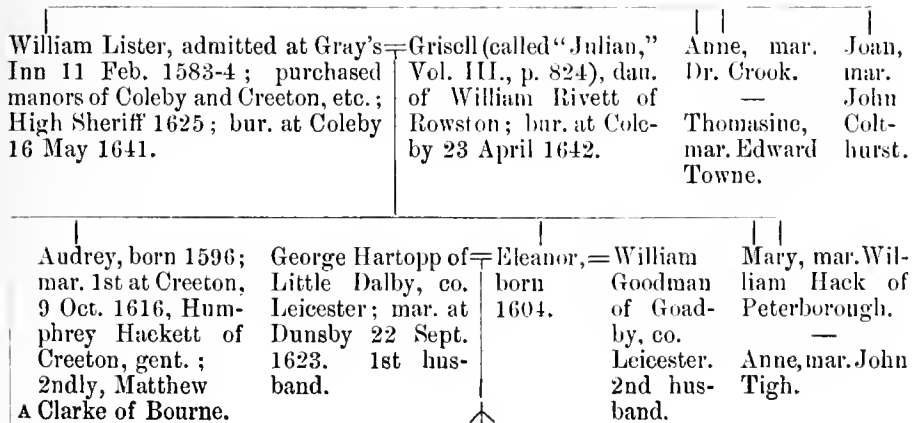 William Lister, admitted at Gray's
Inn 11 Feb. 1583-4 ; purchased
manors of Coleby and Creeton, etc. ;
High Sheriff 1625 ; bur. at Coleby
16 May 1641.
=Grisell (called "Julian,"
Vol. III., p. 824), dau.
of William Rivett of
Rowston ; bur. at Cole-
by 23 April 1642.
Anne, mar.
Dr. Crook.
—
Thomasine,
mar. Edward
Towne.
Joan,
mar.
John
Colt-
hurst.
Audrey, born 1596;
mar. 1st at Creeton,
9 Oct. 1616, Hum-
phrey Hackett of
Creeton, gent. ;
2ndly, Matthew
A Clarke of Bourne.
George Hartopp of
Little Dalby, co.
Leicester ; mar. at
Dunsby 22 Sept.
1623. 1st hus-
band.
=Eleanor,
born
1604.
=William
Goodman
of Goad-
by, co.
Leicester.
2nd hus-
band.
Mary, mar. Wil-
liam Hack of
Peterborough.
—
Anne, mar. John
Tigh.